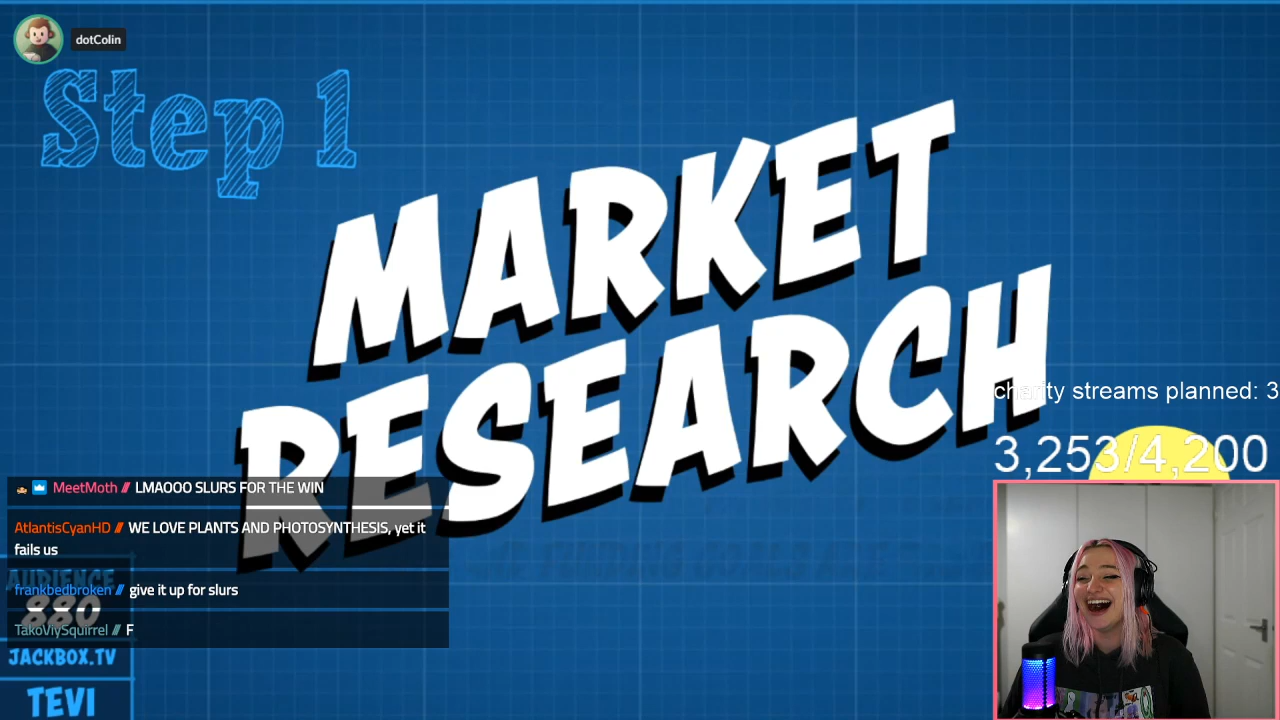 dotColin
Step 1
MARKET
RESEARCH
charity streams planned: 3
3,253/4,200
MeetMoth // LMAOOO SLURS FOR THE WIN
AtlantisCyanHD // WE LOVE PLANTS AND PHOTOSYNTHESIS, yet it
fails us
frankbedbroken // give it up for slurs
TakoViySquirrel // F
AUDIENCE
880
JACKBOX.TV
TEVI